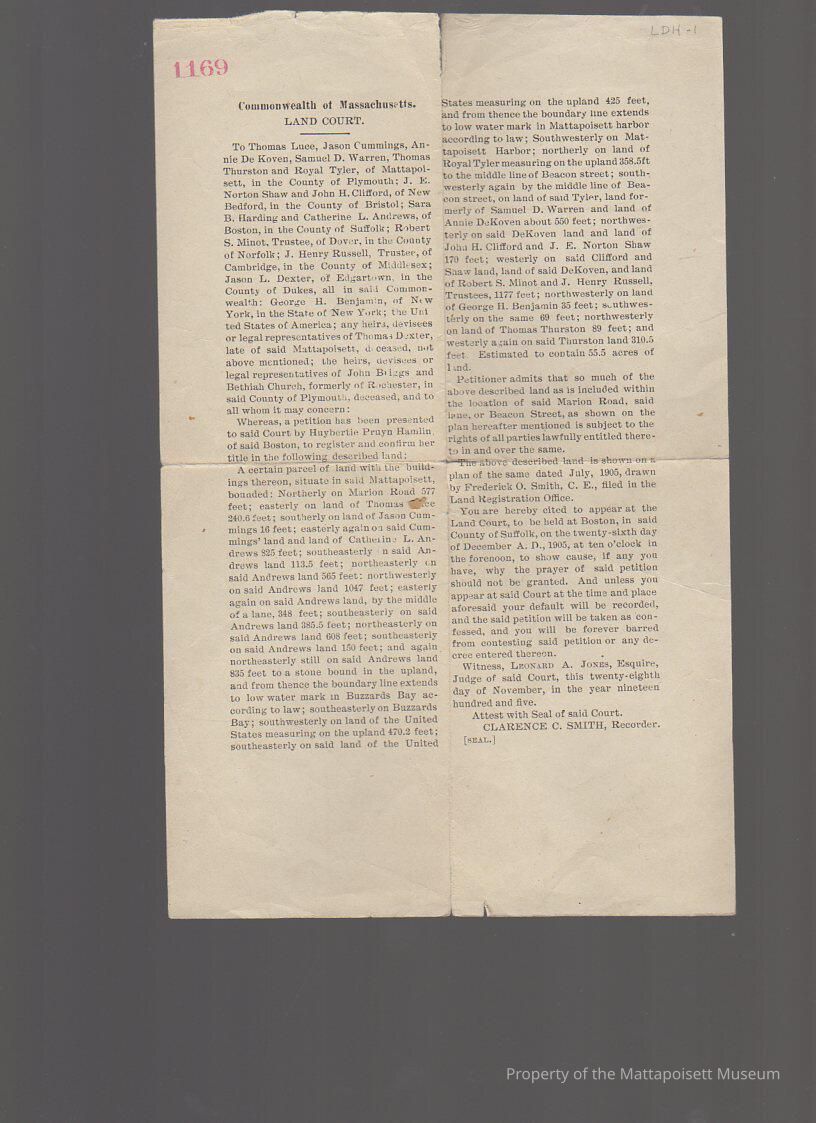 LDH-1
1169
Commonwealth of Massachusetts.
LAND COURT.
To Thomas Luce, Jason Cummings, An-
nie De Koven, Samuel D. Warren, Thomas
Thurston and Royal Tyler, of Mattapoi-
sett, in the County of Plymouth; J. E.
Norton Shaw and John H. Clifford, of New
Bedford, in the County of Bristol; Sara
B. Harding and Catherine L. Andrews, of
Boston, in the County of Suffolk; Robert
S. Minot, Trustee, of Dover, in the County
of Norfolk; J. Henry Russell, Trustee, of
Cambridge, in the County of Middlesex;
Jason L. Dexter, of Edgartown, in the
County of Dukes, all in said Common-
wealth: George H. Benjamin, of New
York, in the State of New York; the Uni
ted States of America; any heirs, devisees
or legal representatives of Thomas Dexter,
late of said Mattapoisett, deceased, not
above mentioned; the heirs, devisees or
legal representatives of John Briggs and
Bethiah Church, formerly of Rochester, in
said County of Plymouth, deceased, and to
all whom it may concern:
Whereas, a petition has been presented
to said Court by Huybertie Pruyn Hamlin,
of said Boston, to register and confirm her
title in the following described land:
A certain parcel of land with the build-
ings thereon, situate in said Mattapoisett,
bounded: Northerly on Marion Road 577
feet; easterly on land of Thomas
240.6 feet; southerly on land of Jason Cum-
mings 16 feet; easterly again on said Cum-
mings' land and land of Catherine L. An-
drews 825 feet; southeasterly on said An-
drews land 113.5 feet; northeasterly on
said Andrews land 565 feet: northwesterly
on said Andrews land 1047 feet; easterly
again on said Andrews land, by the middle
of a lane, 348 feet; southeasterly on said
Andrews land 385.5 feet; northeasterly on
said Andrews land 608 feet; southeasterly
on said Andrews land 150 feet; and again
northeasterly still on said Andrews land
835 feet to a stone bound in the upland,
and from thence the boundary line extends
to low water mark in Buzzards Bay ac-
cording to law; southeasterly on Buzzards
Bay; southwesterly on land of the United
States measuring on the upland 470.2 feet;
southeasterly on said land of the United
States measuring on the upland 425 feet,
and from thence the boundary line extends
to low water mark in Mattapoisett harbor
according to law; Southwesterly on Mat-
tapoisett Harbor; northerly on land of
Royal Tyler measuring on the upland 358.5ft
to the middle line of Beacon street; south-
westerly again by the middle line of Bea-
con street, on land of said Tyler, land for-
merly of Samuel D. Warren and land of
Annie DeKoven about 550 feet; northwes-
terly on said DeKoven land and land of
John H. Clifford and J. E. Norton Shaw
170 feet; westerly on said Clifford and
Shaw land, land of said DeKoven, and land
of Robert S. Minot and J. Henry Russell,
Trustees, 1177 feet; northwesterly on land
of George H. Benjamin 35 feet; southwes-
terly on the same 69 feet; northwesterly
on land of Thomas Thurston 89 feet; and
westerly again on said Thurston land 310.5
feet. Estimated to contain 55.5 acres of
land.
Petitioner admits that so much of the
above described land as is included within
the location of said Marion Road, said
lane, or Beacon Street, as shown on the
plan hereafter mentioned is subject to the
rights of all parties lawfully entitled there-
to in and over the same.
The above described land is shown on a
plan of the same dated July, 1905, drawn
by Frederick O. Smith, C. E., filed in the
Land Registration Office.
You are hereby cited to appear at the
Land Court, to be held at Boston, in said
County of Suffolk, on the twenty-sixth day
of December A. D., 1905, at ten o'clock in
the forenoon, to show cause, if any you
have, why the prayer of said petition
should not be granted. And unless you
appear at said Court at the time and place
aforesaid your default will be recorded,
and the said petition will be taken as con-
fessed, and you will be forever barred
from contesting said petition or any de-
cree entered thereon.
Witness, LEONARD A. JONES, Esquire,
Judge of said Court, this twenty-eighth
day of November, in the year nineteen
hundred and five.
Attest with Seal of said Court.
CLARENCE C. SMITH, Recorder.
[SEAL.]
Property of the Mattapoisett Museum